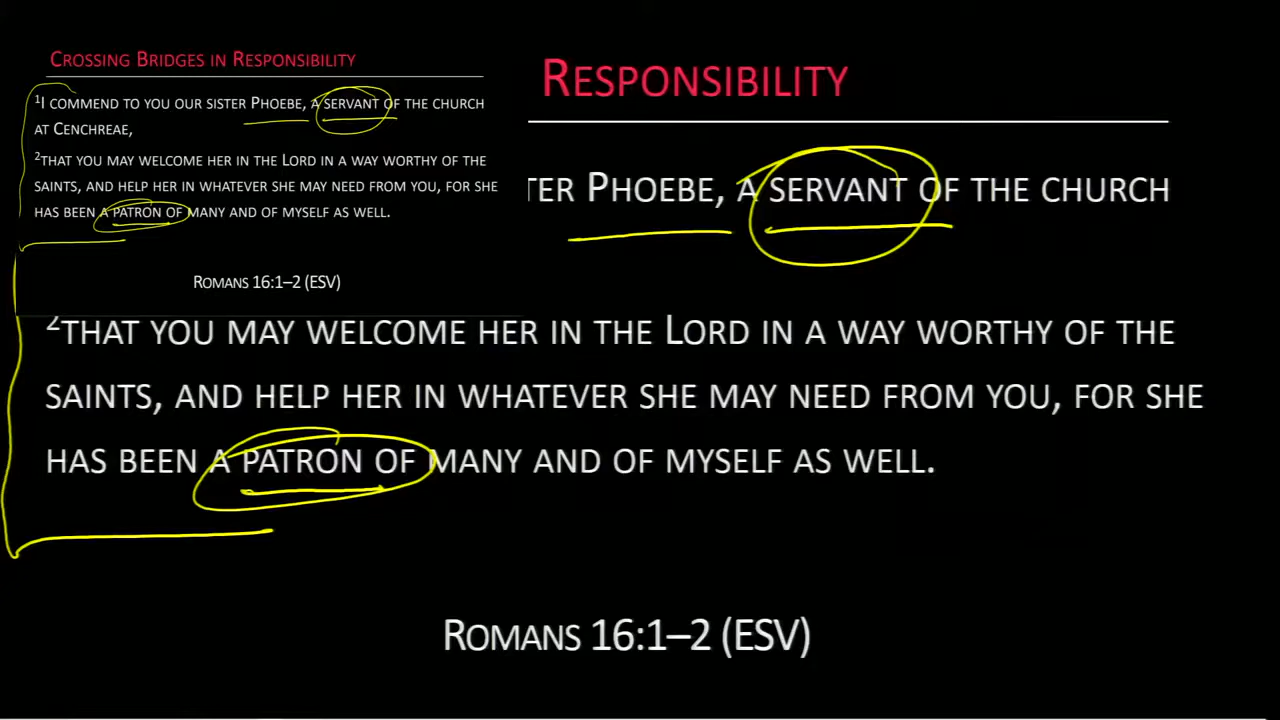 Crossing Bridges in Responsibility
¹I commend to you our sister Phoebe, a servant of the church
at Cenchreae,
²that you may welcome her in the Lord in a way worthy of the
saints, and help her in whatever she may need from you, for she
has been a patron of many and of myself as well.
Romans 16:1–2 (ESV)
Responsibility
ter Phoebe, a servant of the church
²that you may welcome her in the Lord in a way worthy of the
saints, and help her in whatever she may need from you, for she
has been a patron of many and of myself as well.
Romans 16:1–2 (ESV)